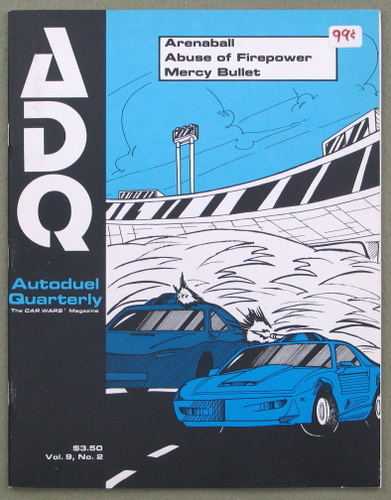 Arenaball
Abuse of Firepower
Mercy Bullet
99¢
ADQ
Autoduel
Quarterly
The CAR WARS® Magazine
$3.50
Vol. 9, No. 2